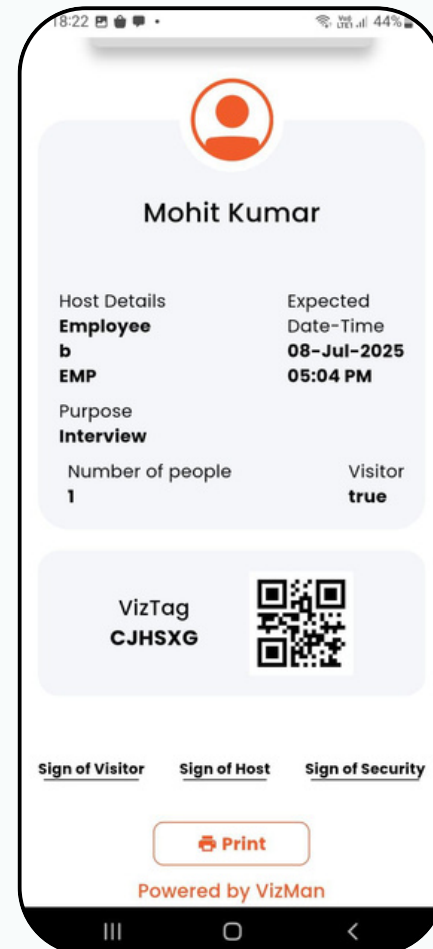 18:22 44%
Mohit Kumar
Host Details
Employee
b
EMP
Expected
Date-Time
08-Jul-2025
05:04 PM
Purpose
Interview
Number of people
1
Visitor
true
VizTag
CJHSXG
Sign of Visitor Sign of Host Sign of Security
Print
Powered by VizMan